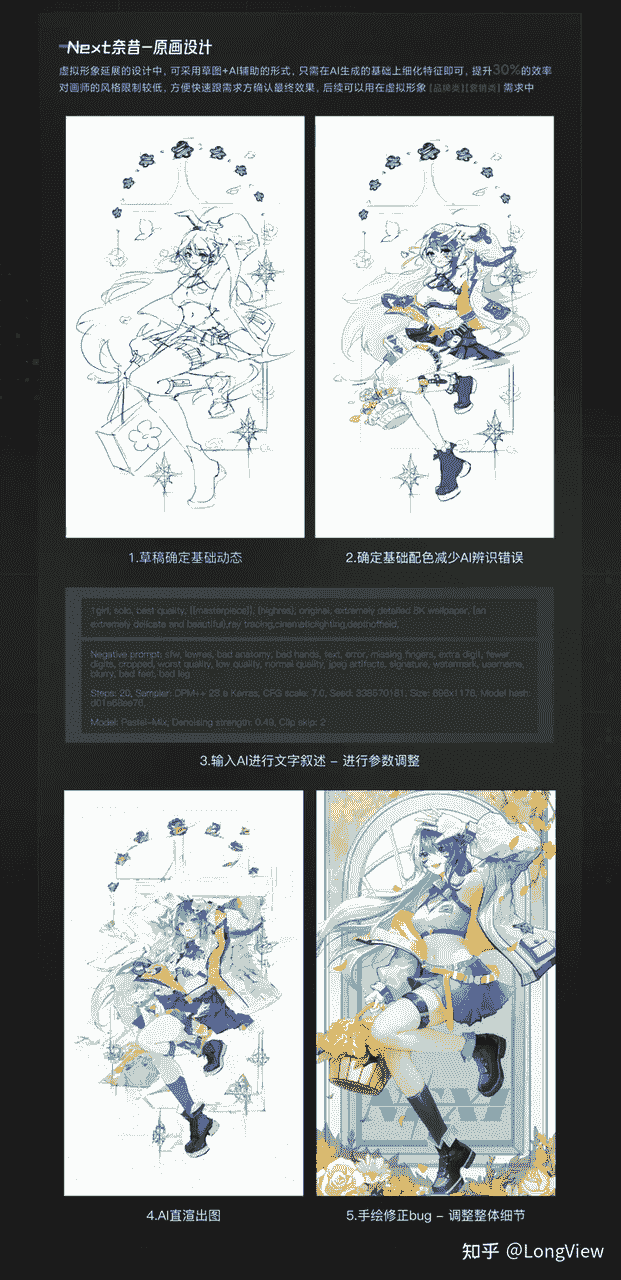 Next奈昔-原画设计
虚拟形象延展的设计中，可采用草图+AI辅助的形式，只需在AI生成的基础上细化特征即可，提升30%的效率
对画师的风格限制较低，方便快速跟需求方确认最终效果，后续可以用在虚拟形象 [品牌类][营销类] 需求中
1.草稿确定基础动态
2.确定基础配色减少AI辨识错误
1girl, solo, best quality, [[masterpiece]], [highres], original, extremely detailed 8K wallpaper, [an
extremely delicate and beautiful],ray tracing,cinematiclighting,depthoffield,
Negative prompt: sfw, lowres, bad anatomy, bad hands, text, error, missing fingers, extra digit, fewer
digits, cropped, worst quality, low quality, normal quality, jpeg artifacts, signature, watermark, username,
blurry, bad feet, bad leg
Steps: 20, Sampler: DPM++ 2S a Karras, CFG scale: 7.0, Seed: Size: Model hash:
Model: Pastel-Mix, Denoising strength: 0.49, Clip skip: 2
3.输入AI进行文字叙述 - 进行参数调整
NEXT
4.AI直渲出图
5.手绘修正bug - 调整整体细节
知乎 @LongView